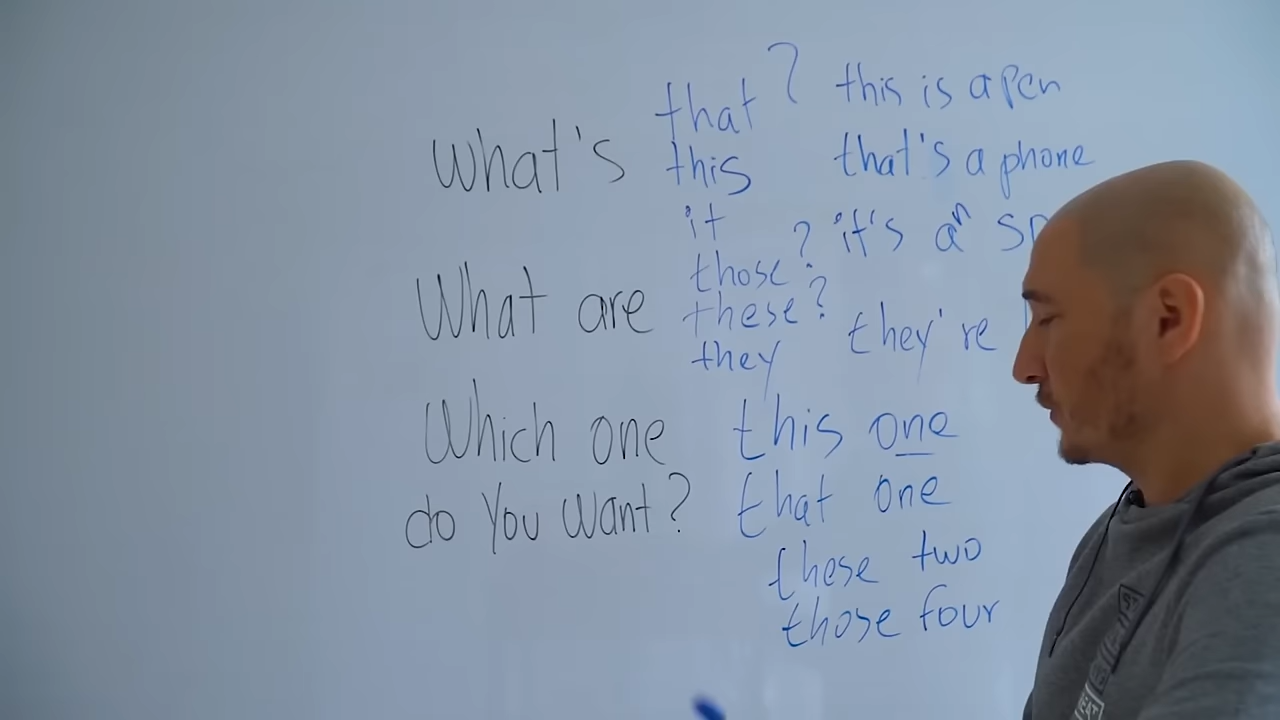 what's that? this is a pen
this that's a phone
it it's an
What are those?
these?
they they're
Which one this one
do you want? that one
these two
those four